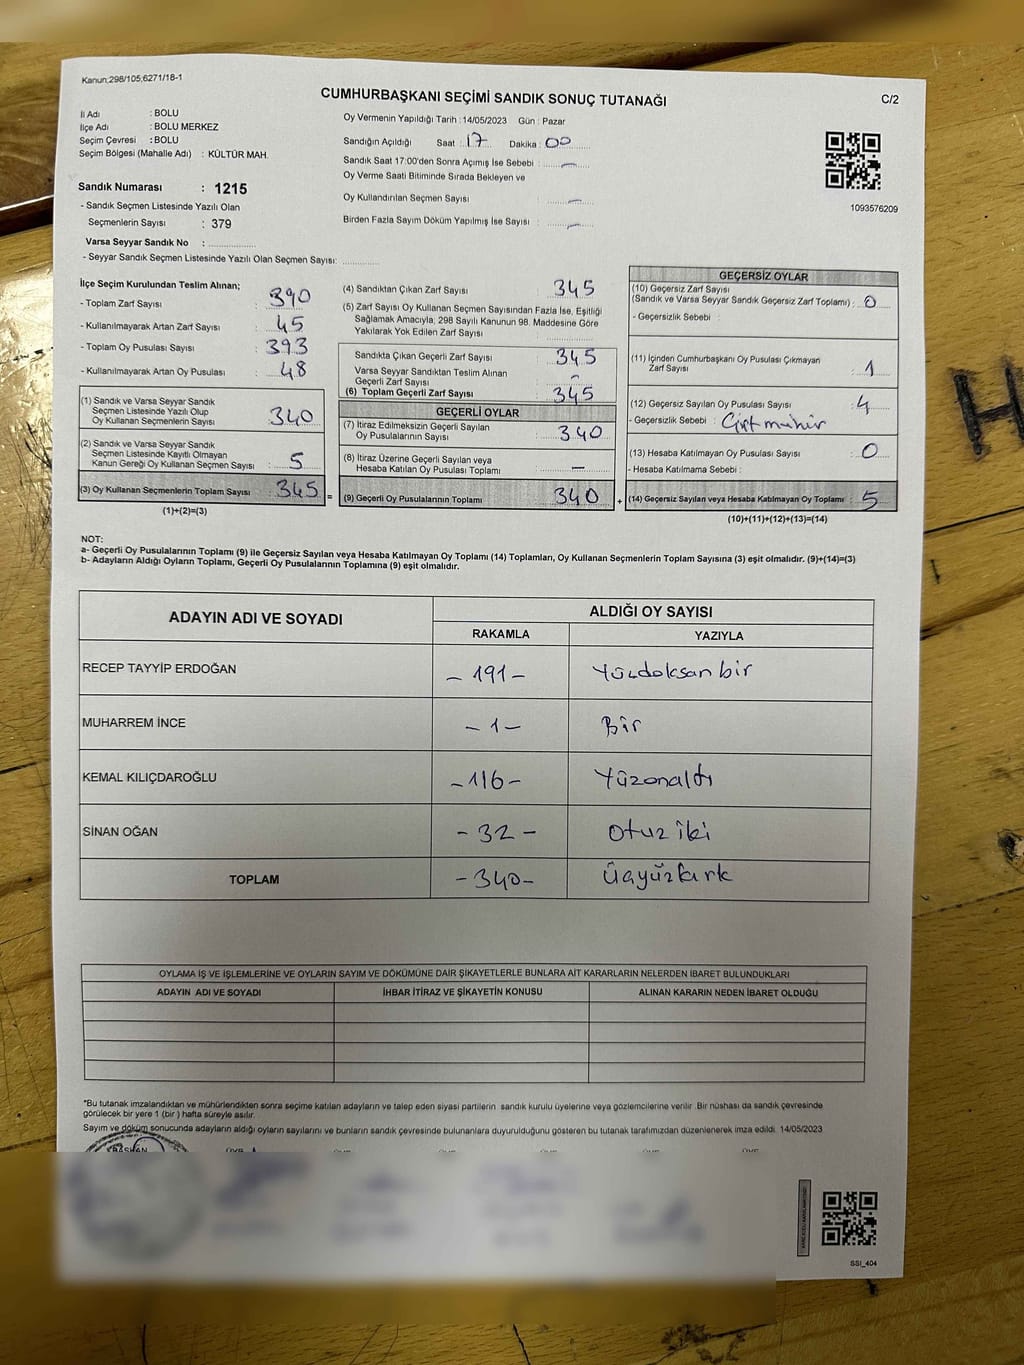 Kanun;298/105;6271/18-1
CUMHURBAŞKANI SEÇİMİ SANDIK SONUÇ TUTANAĞI
C/2
İl Adı : BOLU
İlçe Adı : BOLU MERKEZ
Seçim Çevresi : BOLU
Seçim Bölgesi (Mahalle Adı) : KÜLTÜR MAH.
Oy Vermenin Yapıldığı Tarih : 14/05/2023 Gün : Pazar
Sandığın Açıldığı Saat : 17 Dakika : 00
Sandık Saat 17:00'den Sonra Açımış İse Sebebi : –
Oy Verme Saati Bitiminde Sırada Bekleyen ve
Oy Kullandırılan Seçmen Sayısı : –
Birden Fazla Sayım Döküm Yapılmış İse Sayısı : –
1093576209
Sandık Numarası : 1215
- Sandık Seçmen Listesinde Yazılı Olan
Seçmenlerin Sayısı : 379
Varsa Seyyar Sandık No :
- Seyyar Sandık Seçmen Listesinde Yazılı Olan Seçmen Sayısı:
İlçe Seçim Kurulundan Teslim Alınan;
- Toplam Zarf Sayısı : 390
- Kullanılmayarak Artan Zarf Sayısı : 45
- Toplam Oy Pusulası Sayısı : 393
- Kullanılmayarak Artan Oy Pusulası : 48
(1) Sandık ve Varsa Seyyar Sandık
Seçmen Listesinde Yazılı Olup
Oy Kullanan Seçmenlerin Sayısı : 340
(2) Sandık ve Varsa Seyyar Sandık
Seçmen Listesinde Kayıtlı Olmayan
Kanun Gereği Oy Kullanan Seçmen Sayısı : 5
(3) Oy Kullanan Seçmenlerin Toplam Sayısı : 345
(1)+(2)=(3)
=
(4) Sandıktan Çıkan Zarf Sayısı : 345
(5) Zarf Sayısı Oy Kullanan Seçmen Sayısından Fazla İse, Eşitliği
Sağlamak Amacıyla; 298 Sayılı Kanunun 98. Maddesine Göre
Yakılarak Yok Edilen Zarf Sayısı :
Sandıkta Çıkan Geçerli Zarf Sayısı : 345
Varsa Seyyar Sandıktan Teslim Alınan
Geçerli Zarf Sayısı : –
(6) Toplam Geçerli Zarf Sayısı : 345
GEÇERLİ OYLAR
(7) İtiraz Edilmeksizin Geçerli Sayılan
Oy Pusulalarının Sayısı : 340
(8) İtiraz Üzerine Geçerli Sayılan veya
Hesaba Katılan Oy Pusulası Toplamı : –
(9) Geçerli Oy Pusulalarının Toplamı : 340
+
GEÇERSİZ OYLAR
(10) Geçersiz Zarf Sayısı
(Sandık ve Varsa Seyyar Sandık Geçersiz Zarf Toplamı) : 0
- Geçersizlik Sebebi :
(11) İçinden Cumhurbaşkanı Oy Pusulası Çıkmayan
Zarf Sayısı : 1
(12) Geçersiz Sayılan Oy Pusulası Sayısı : 4
- Geçersizlik Sebebi : Çift mühür
(13) Hesaba Katılmayan Oy Pusulası Sayısı : 0
- Hesaba Katılmama Sebebi :
(14) Geçersiz Sayılan veya Hesaba Katılmayan Oy Toplamı : 5
(10)+(11)+(12)+(13)=(14)
NOT:
a- Geçerli Oy Pusulalarının Toplamı (9) ile Geçersiz Sayılan veya Hesaba Katılmayan Oy Toplamı (14) Toplamları, Oy Kullanan Seçmenlerin Toplam Sayısına (3) eşit olmalıdır. (9)+(14)=(3)
b- Adayların Aldığı Oyların Toplamı, Geçerli Oy Pusulalarının Toplamına (9) eşit olmalıdır.
ADAYIN ADI VE SOYADI
ALDIĞI OY SAYISI
RAKAMLA YAZIYLA
RECEP TAYYİP ERDOĞAN – 191 – Yüzdoksan bir
MUHARREM İNCE – 1 – Bir
KEMAL KILIÇDAROĞLU – 116 – Yüzonaltı
SİNAN OĞAN – 32 – Otuz iki
TOPLAM – 340 – Üçyüzkırk
OYLAMA İŞ VE İŞLEMLERİNE VE OYLARIN SAYIM VE DÖKÜMÜNE DAİR ŞİKAYETLERLE BUNLARA AİT KARARLARIN NELERDEN İBARET BULUNDUKLARI
ADAYIN ADI VE SOYADI İHBAR İTİRAZ VE ŞİKAYETİN KONUSU ALINAN KARARIN NEDEN İBARET OLDUĞU
*Bu tutanak imzalandıktan ve mühürlendikten sonra seçime katılan adayların ve talep eden siyasi partilerin sandık kurulu üyelerine veya gözlemcilerine verilir. Bir nüshası da sandık çevresinde
görülecek bir yere 1 (bir) hafta süreyle asılır.
Sayım ve döküm sonucunda adayların aldığı oyların sayılarını ve bunların sandık çevresinde bulunanlara duyurulduğunu gösteren bu tutanak tarafımızdan düzenlenerek imza edildi. 14/05/2023
BAŞKAN
SSI_404
H